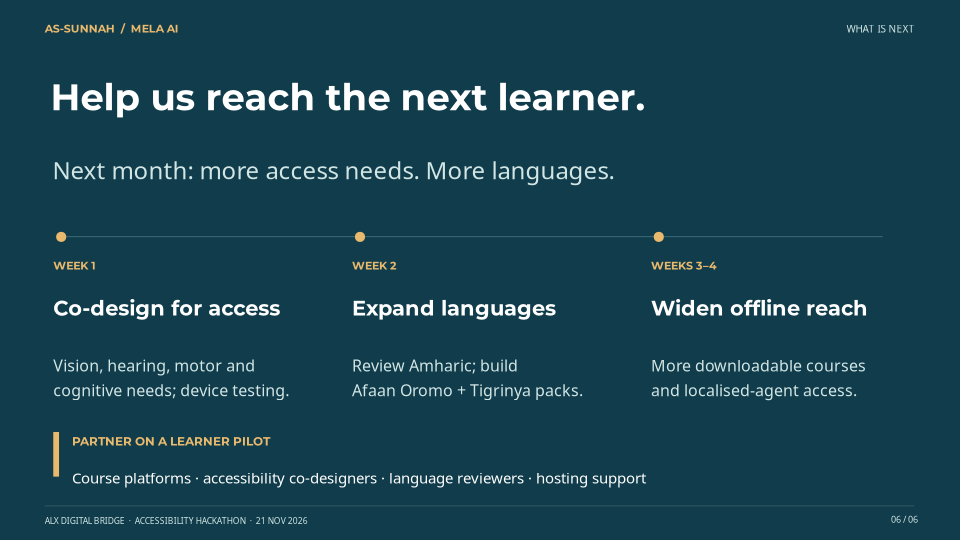 AS-SUNNAH / MELA AI
WHAT IS NEXT
Help us reach the next learner.
Next month: more access needs. More languages.
WEEK 1
Co-design for access
Vision, hearing, motor and
cognitive needs; device testing.
WEEK 2
Expand languages
Review Amharic; build
Afaan Oromo + Tigrinya packs.
WEEKS 3–4
Widen offline reach
More downloadable courses
and localised-agent access.
PARTNER ON A LEARNER PILOT
Course platforms · accessibility co-designers · language reviewers · hosting support
ALX DIGITAL BRIDGE · ACCESSIBILITY HACKATHON · 21 NOV 2026
06 / 06